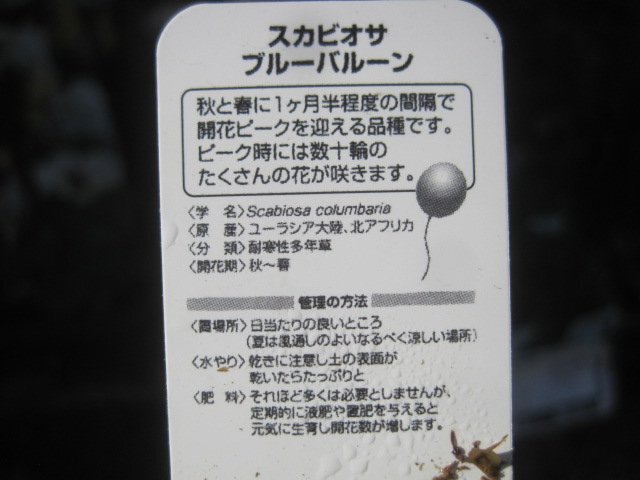 スカビオサ
ブルーバルーン
秋と春に1ヶ月半程度の間隔で
開花ピークを迎える品種です。
ピーク時には数十輪の
たくさんの花が咲きます。
〈学 名〉Scabiosa columbaria
〈原 産〉ユーラシア大陸、北アフリカ
〈分 類〉耐寒性多年草
〈開花期〉秋〜春
管理の方法
〈置場所〉日当たりの良いところ
(夏は風通しのよいなるべく涼しい場所)
〈水やり〉乾きに注意し土の表面が
乾いたらたっぷりと
〈肥 料〉それほど多くは必要としませんが、
定期的に液肥や置肥を与えると
元気に生育し開花数が増します。